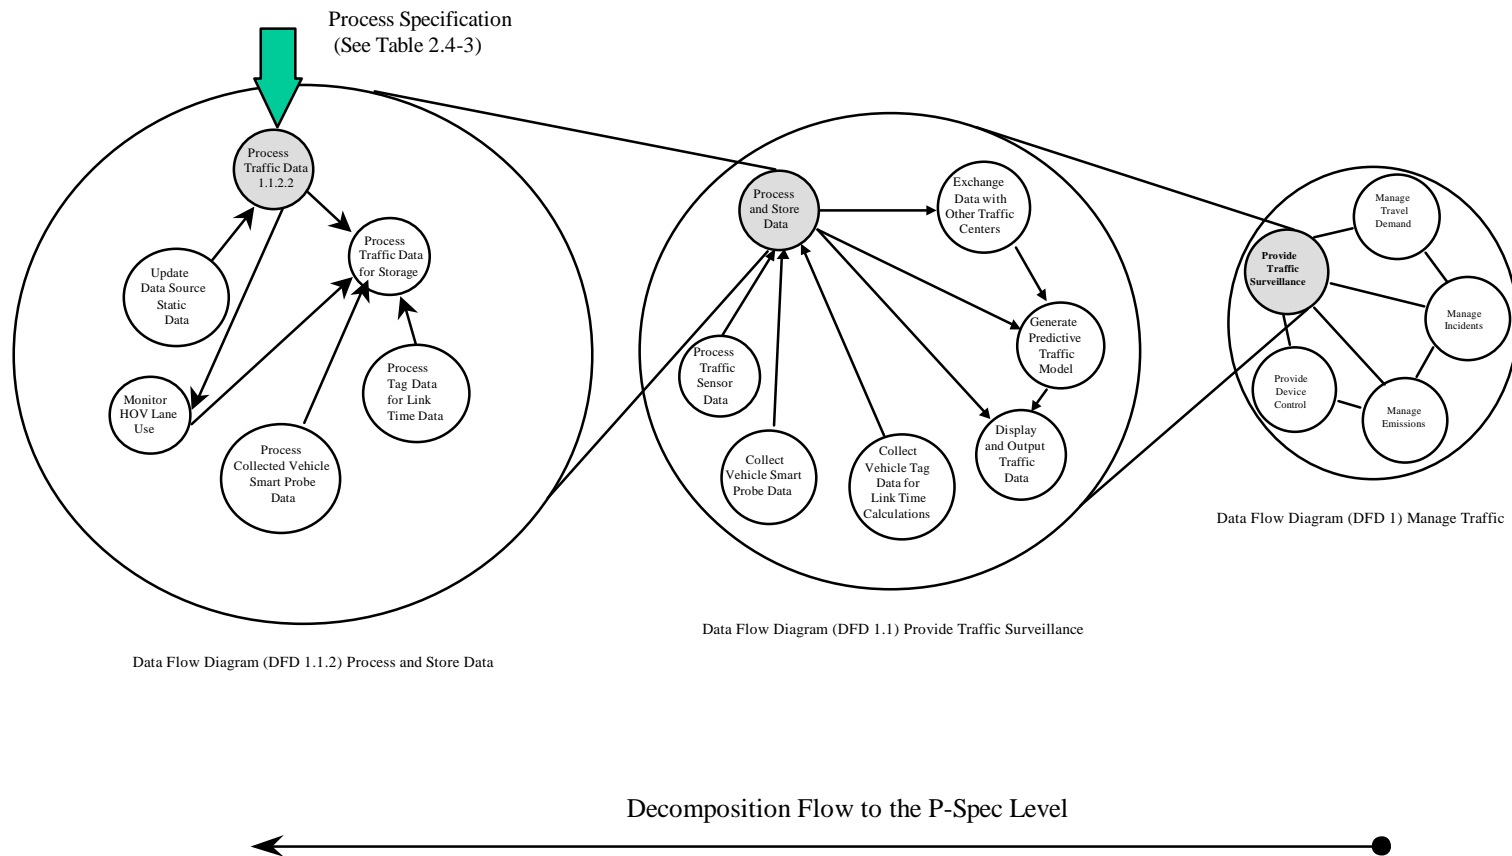 Process Specification
(See Table 2.4-3)
Process
Traffic Data
1.1.2.2
Process
Traffic Data
for Storage
Update
Data Source
Static
Data
Process
Tag Data
for Link
Time Data
Monitor
HOV Lane
Use
Process
Collected Vehicle
Smart Probe
Data
Data Flow Diagram (DFD 1.1.2) Process and Store Data
Process
and Store
Data
Exchange
Data with
Other Traffic
Centers
Generate
Predictive
Traffic
Model
Process
Traffic
Sensor
Data
Collect
Vehicle Smart
Probe Data
Collect
Vehicle Tag
Data for
Link Time
Calculations
Display
and Output
Traffic
Data
Data Flow Diagram (DFD 1.1) Provide Traffic Surveillance
Manage
Travel
Demand
Provide
Traffic
Surveillance
Manage
Incidents
Provide
Device
Control
Manage
Emissions
Data Flow Diagram (DFD 1) Manage Traffic
Decomposition Flow to the P-Spec Level